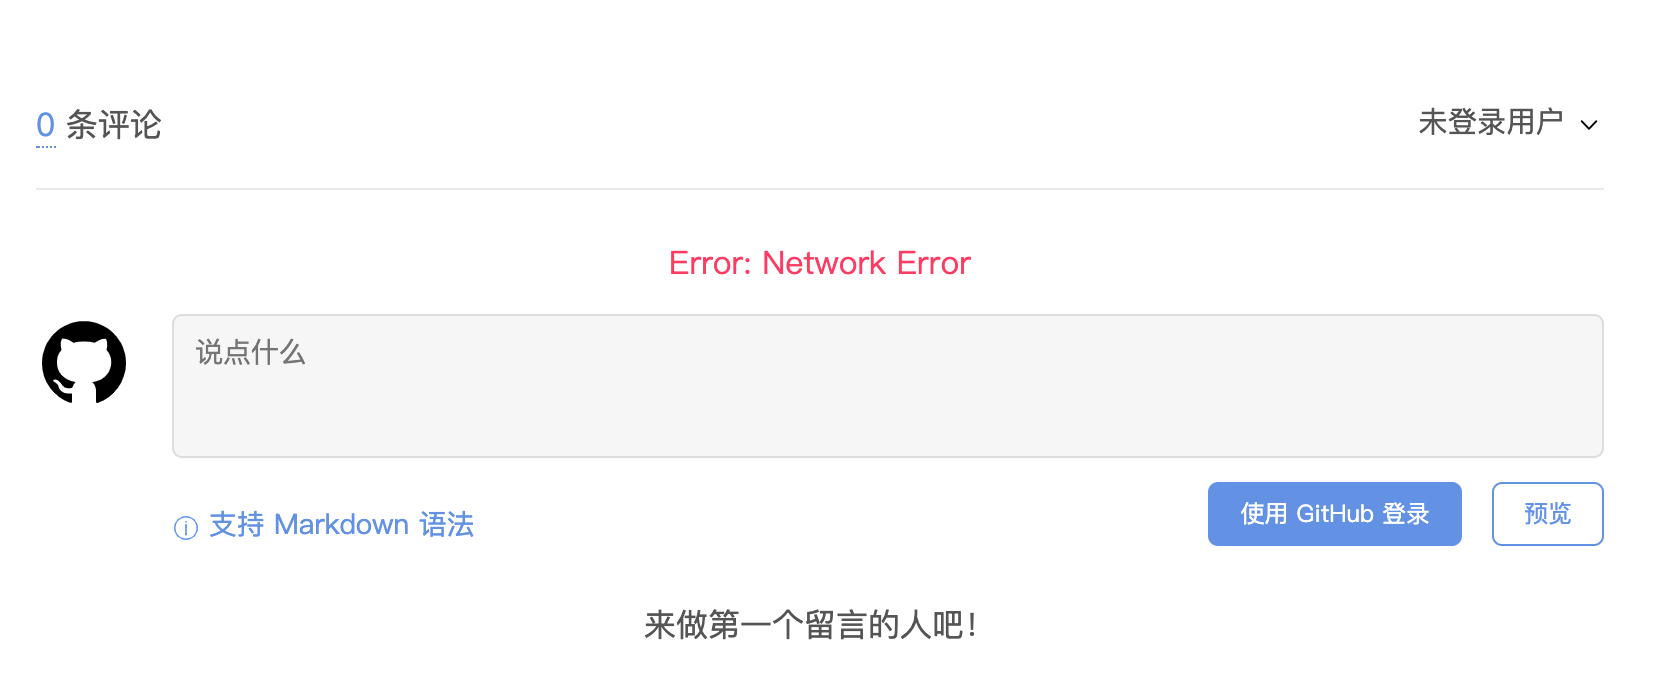 0 条评论
未登录用户
Error: Network Error
说点什么
支持 Markdown 语法
使用 GitHub 登录
预览
来做第一个留言的人吧！